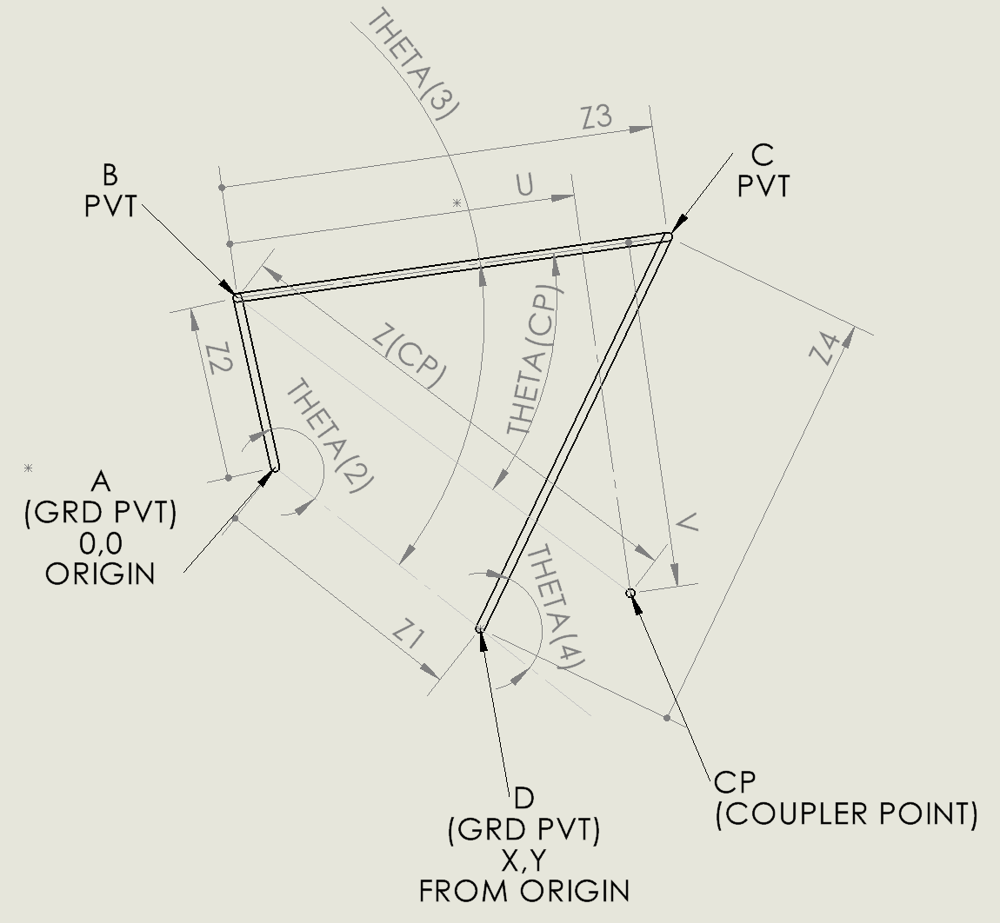 THETA(3)
Z3
U
B
PVT
C
PVT
Z2
Z(CP)
THETA(CP)
Z4
THETA(2)
A
(GRD PVT)
0,0
ORIGIN
V
THETA(4)
Z1
CP
(COUPLER POINT)
D
(GRD PVT)
X,Y
FROM ORIGIN